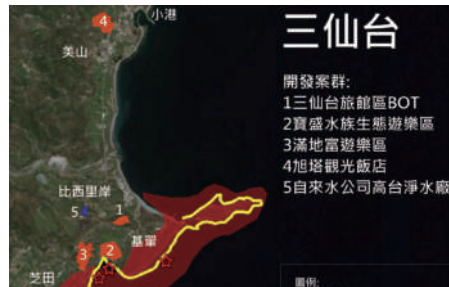 小港
4
美山
比西里岸
5
1
基翬
3
2
芝田
三仙台
開發案群:
1三仙台旅館區BOT
2寶盛水族生態遊樂區
3滿地富遊樂區
4旭塔觀光飯店
5自來水公司高台淨水廠
圖例: